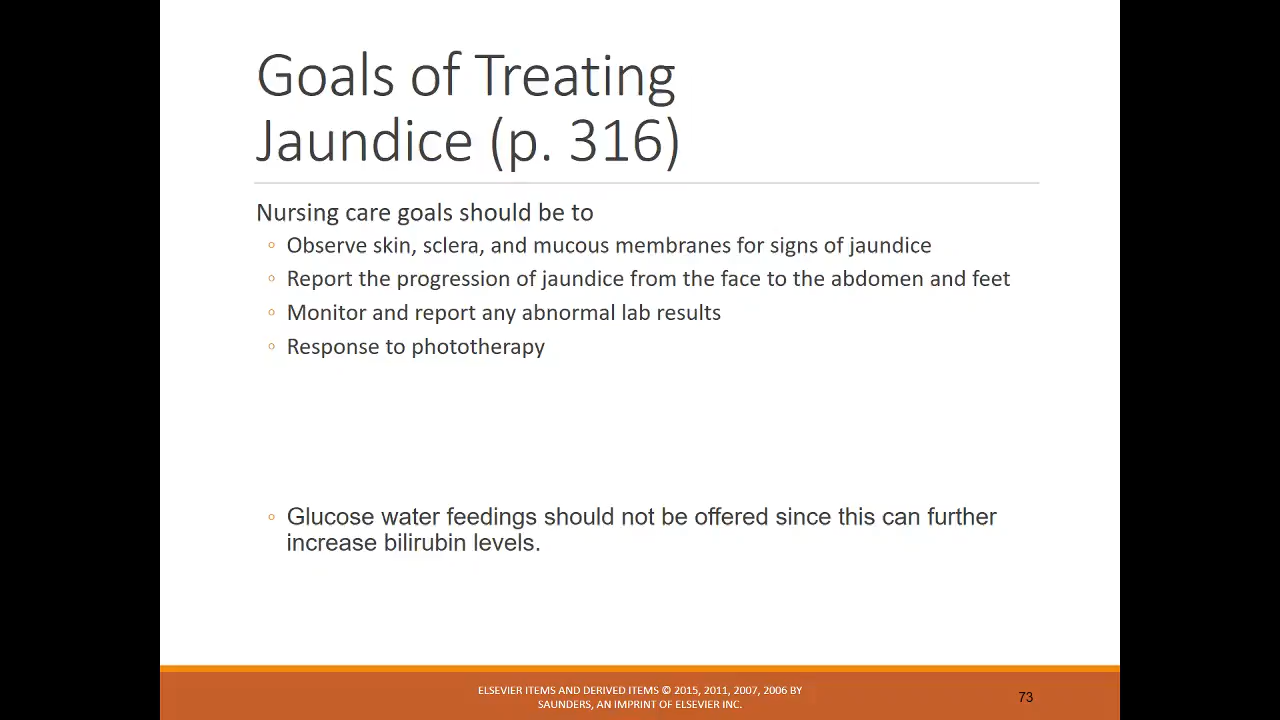 Goals of Treating
Jaundice (p. 316)
Nursing care goals should be to
◦ Observe skin, sclera, and mucous membranes for signs of jaundice
◦ Report the progression of jaundice from the face to the abdomen and feet
◦ Monitor and report any abnormal lab results
◦ Response to phototherapy
◦ Glucose water feedings should not be offered since this can further
increase bilirubin levels.
ELSEVIER ITEMS AND DERIVED ITEMS © 2015, 2011, 2007, 2006 BY
SAUNDERS, AN IMPRINT OF ELSEVIER INC.
73